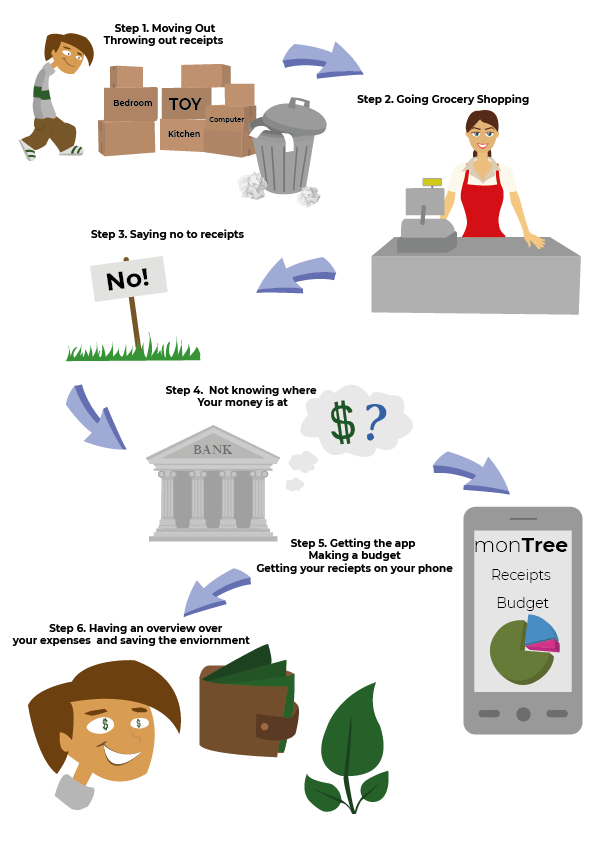 Step 1. Moving Out
Throwing out receipts
Bedroom
TOY
Computer
Kitchen
Step 2. Going Grocery Shopping
Step 3. Saying no to receipts
No!
Step 4.  Not knowing where
Your money is at
$ ?
BANK
Step 5. Getting the app
Making a budget
Getting your reciepts on your phone
monTree
Receipts
Budget
Step 6. Having an overview over
your expenses  and saving the enviornment
$ $